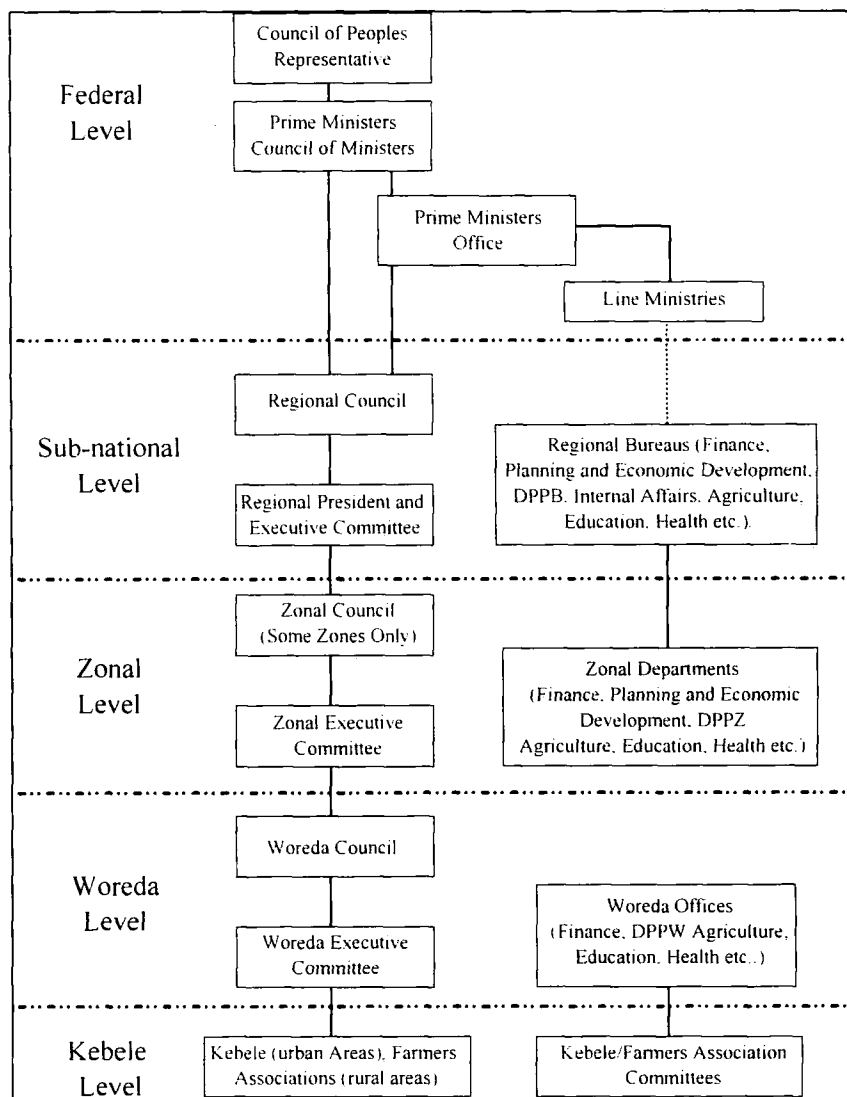 Council of Peoples
Representative
Federal
Level
Prime Ministers
Council of Ministers
Prime Ministers
Office
Line Ministries
Regional Council
Sub-national
Level
Regional Bureaus (Finance,
Planning and Economic Development,
DPPB. Internal Affairs. Agriculture,
Education, Health etc.).
Regional President and
Executive Committee
Zonal Council
(Some Zones Only)
Zonal
Level
Zonal Departments
(Finance, Planning and Economic
Development, DPPZ
Agriculture, Education, Health etc.)
Zonal Executive
Committee
Woreda Council
Woreda
Level
Woreda Offices
(Finance, DPPW Agriculture,
Education, Health etc..)
Woreda Executive
Committee
Kebele
Level
Kebele (urban Areas), Farmers
Associations (rural areas)
Kebele/Farmers Association
Committees